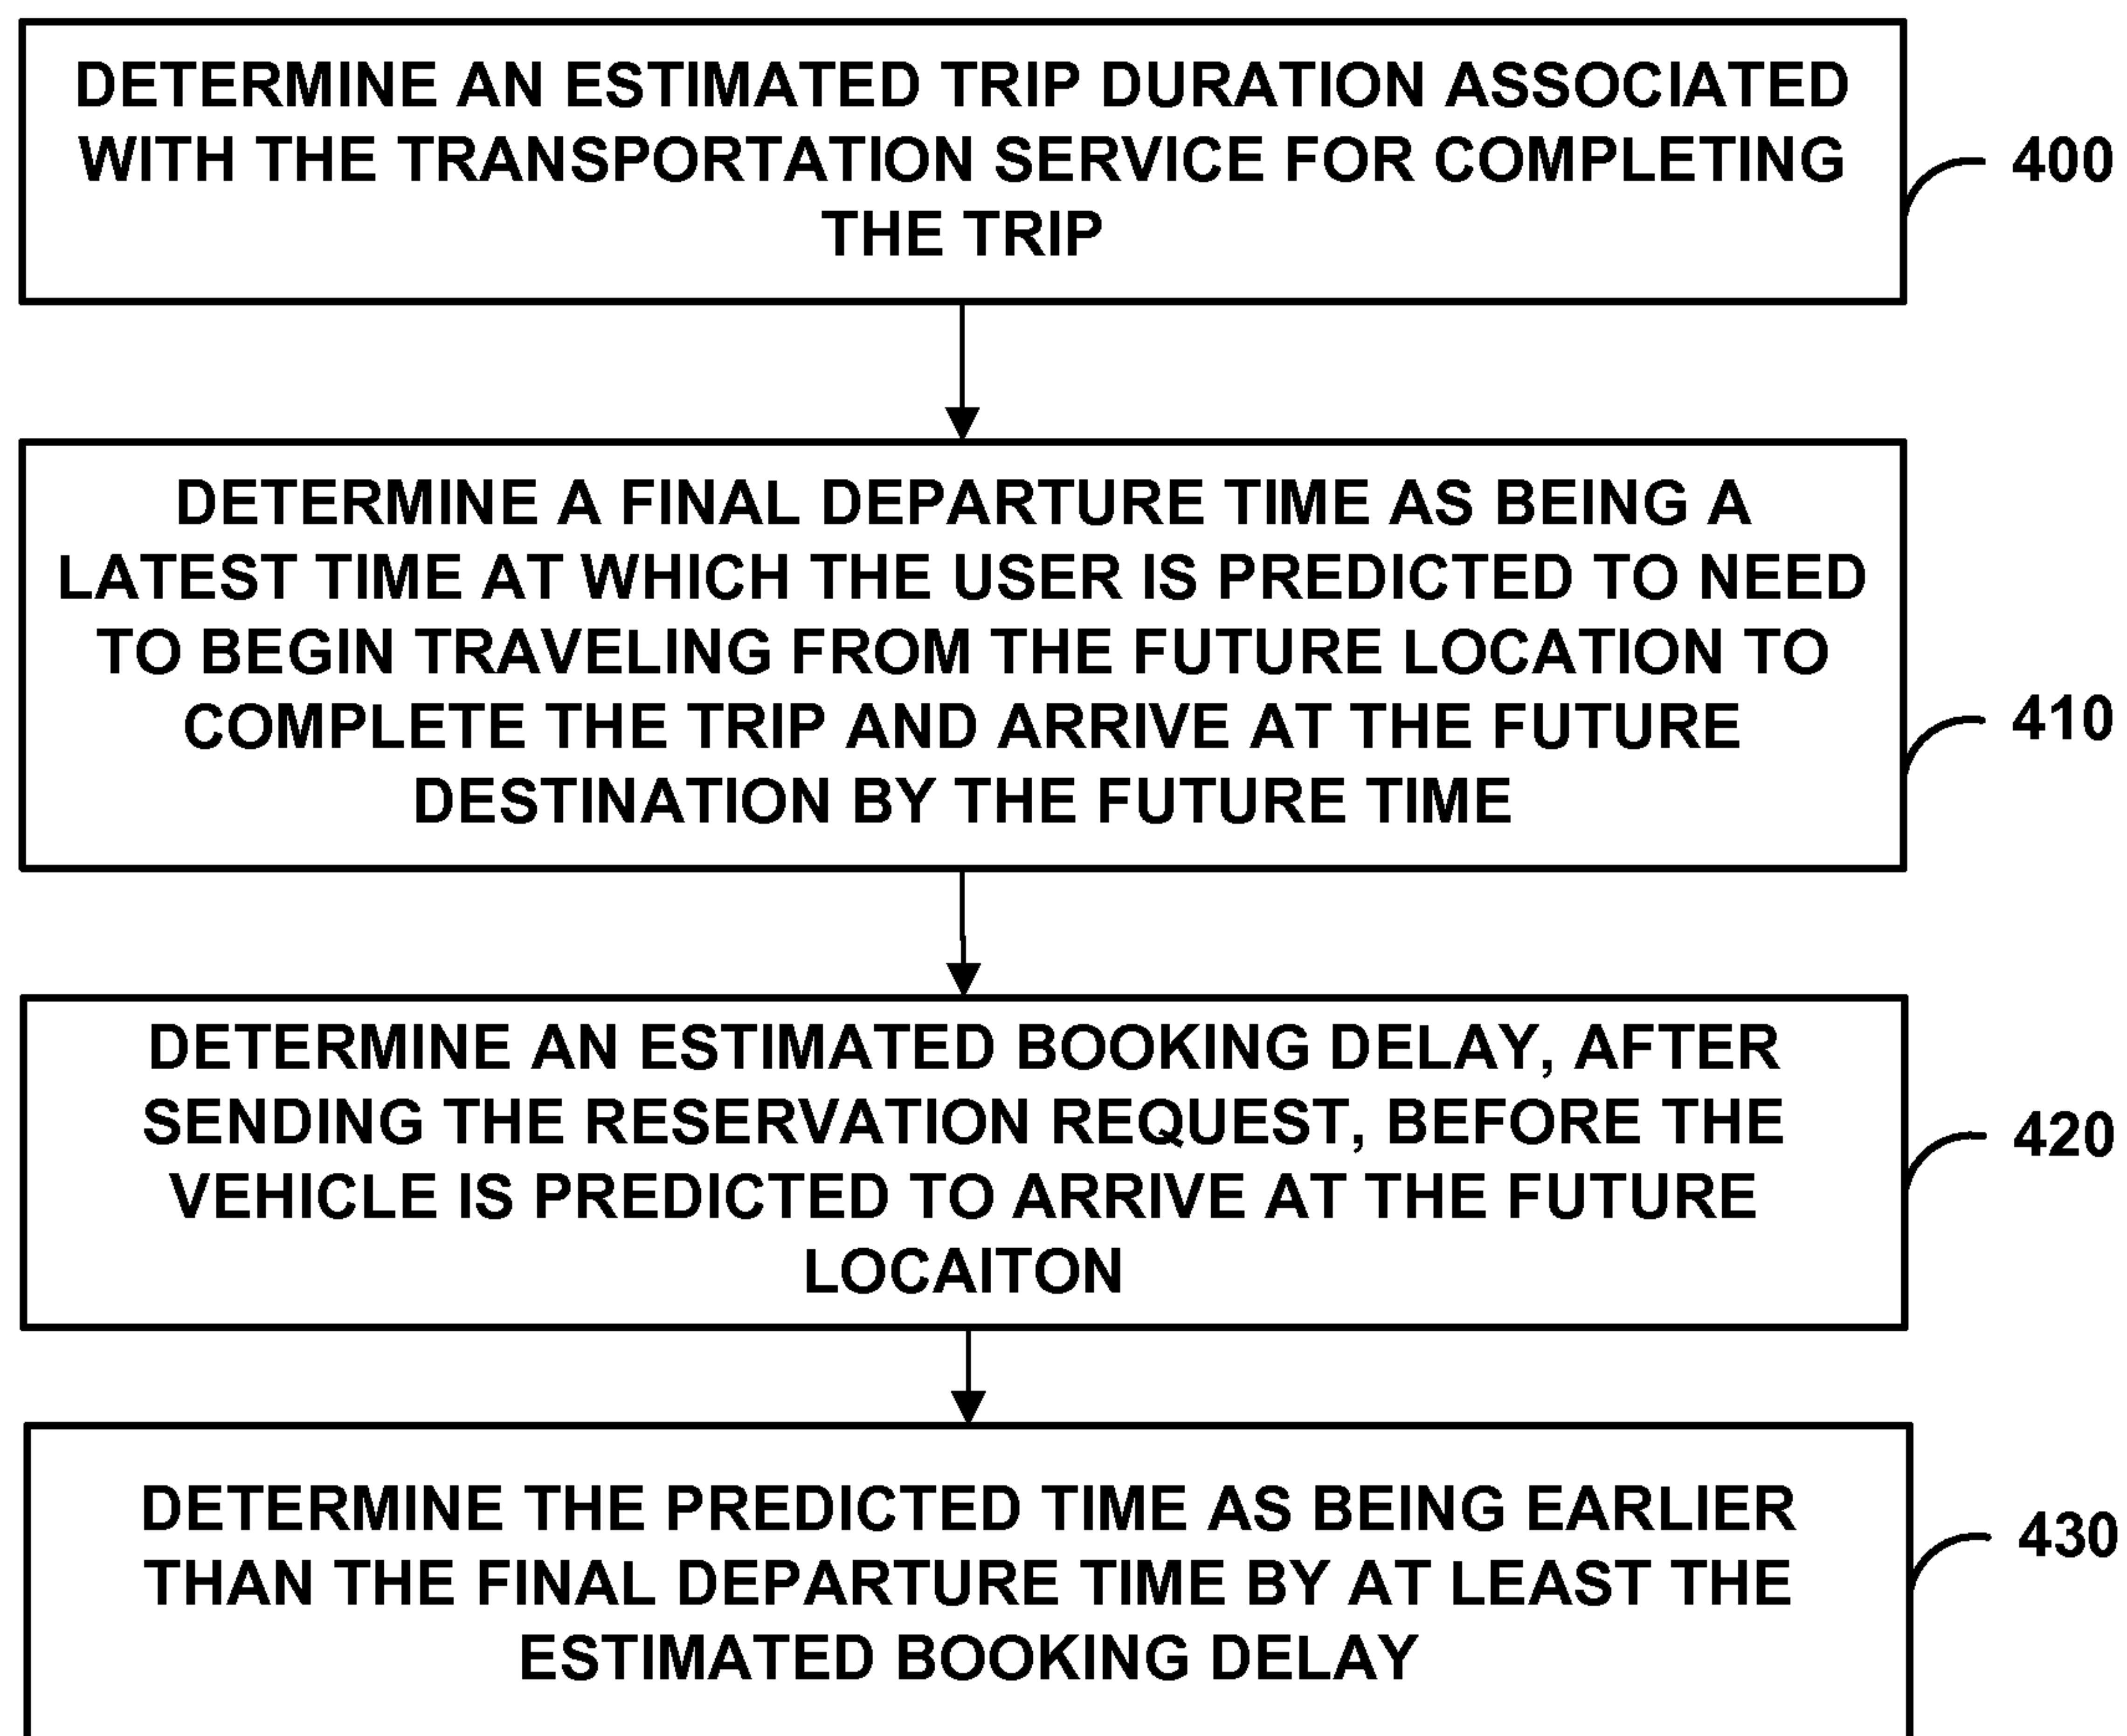 DETERMINE AN ESTIMATED TRIP DURATION ASSOCIATED
WITH THE TRANSPORTATION SERVICE FOR COMPLETING
THE TRIP
400
DETERMINE A FINAL DEPARTURE TIME AS BEING A
LATEST TIME AT WHICH THE USER IS PREDICTED TO NEED
TO BEGIN TRAVELING FROM THE FUTURE LOCATION TO
COMPLETE THE TRIP AND ARRIVE AT THE FUTURE
DESTINATION BY THE FUTURE TIME
410
DETERMINE AN ESTIMATED BOOKING DELAY, AFTER
SENDING THE RESERVATION REQUEST, BEFORE THE
VEHICLE IS PREDICTED TO ARRIVE AT THE FUTURE
LOCAITON
420
DETERMINE THE PREDICTED TIME AS BEING EARLIER
THAN THE FINAL DEPARTURE TIME BY AT LEAST THE
ESTIMATED BOOKING DELAY
430